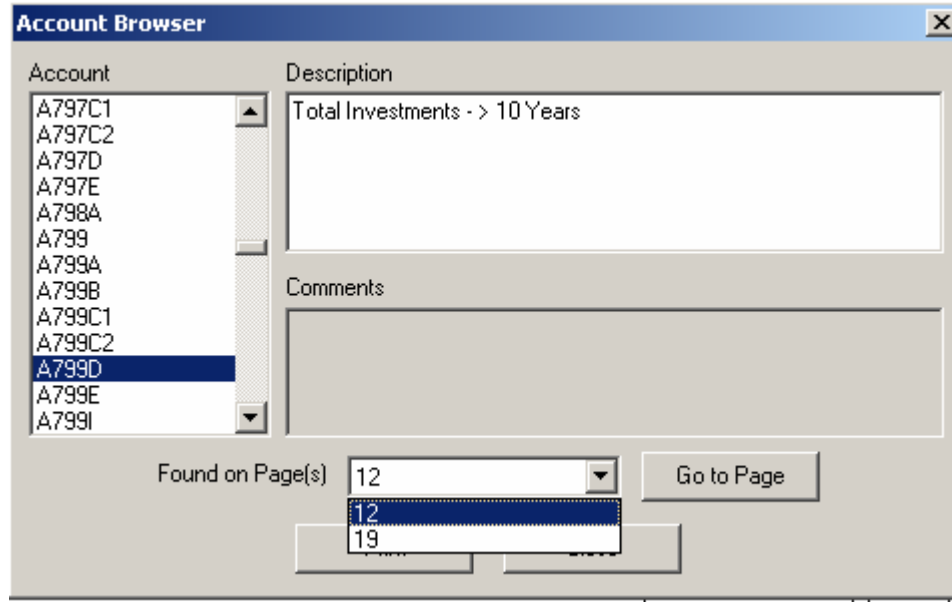 Account Browser
Account
Description
A797C1
A797C2
A797D
A797E
A798A
A799
A799A
A799B
A799C1
A799C2
A799D
A799E
A799I
Total Investments - > 10 Years
Comments
Found on Page(s)
12
Go to Page
12
19